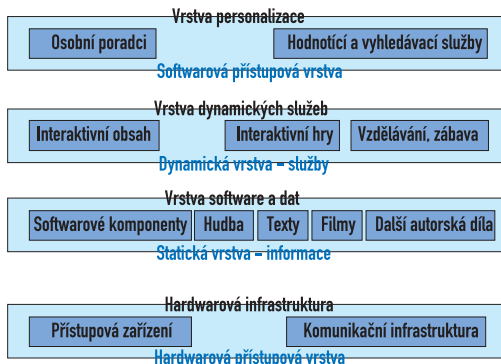 Vrstva personalizace
Osobní poradci Hodnotící a vyhledávací služby
Softwarová přístupová vrstva
Vrstva dynamických služeb
Interaktivní obsah Interaktivní hry Vzdělávání, zábava
Dynamická vrstva – služby
Vrstva software a dat
Softwarové komponenty Hudba Texty Filmy Další autorská díla
Statická vrstva – informace
Hardwarová infrastruktura
Přístupová zařízení Komunikační infrastruktura
Hardwarová přístupová vrstva